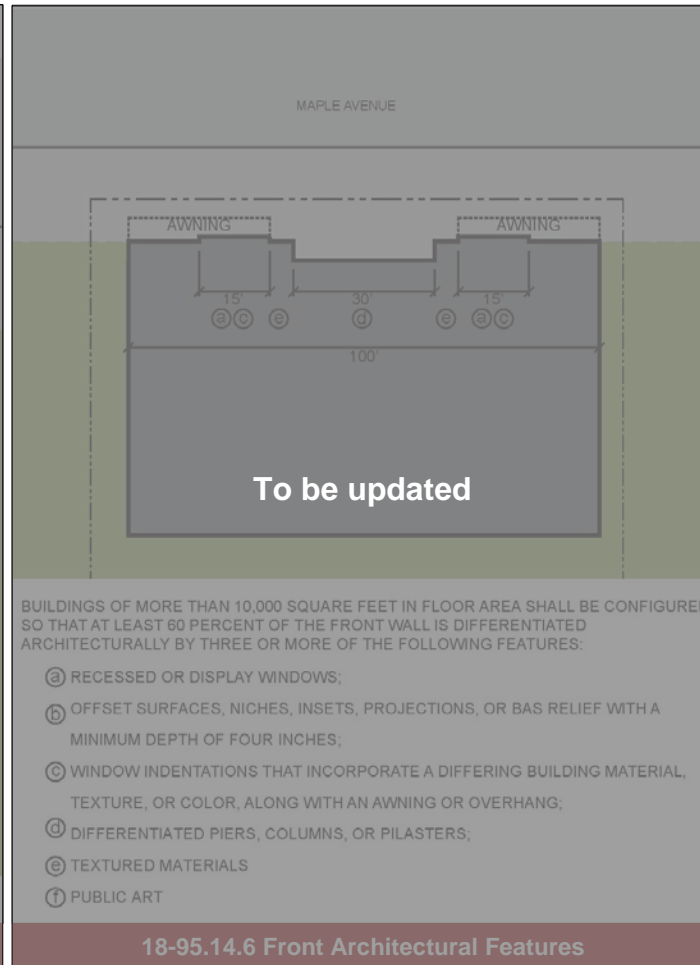 MAPLE AVENUE
AWNING AWNING
15' 30' 15'
ⓐⓒ ⓔ ⓓ ⓔ ⓐⓒ
100'
To be updated
BUILDINGS OF MORE THAN 10,000 SQUARE FEET IN FLOOR AREA SHALL BE CONFIGURED
SO THAT AT LEAST 60 PERCENT OF THE FRONT WALL IS DIFFERENTIATED
ARCHITECTURALLY BY THREE OR MORE OF THE FOLLOWING FEATURES:
ⓐ RECESSED OR DISPLAY WINDOWS;
ⓑ OFFSET SURFACES, NICHES, INSETS, PROJECTIONS, OR BAS RELIEF WITH A
MINIMUM DEPTH OF FOUR INCHES;
ⓒ WINDOW INDENTATIONS THAT INCORPORATE A DIFFERING BUILDING MATERIAL,
TEXTURE, OR COLOR, ALONG WITH AN AWNING OR OVERHANG;
ⓓ DIFFERENTIATED PIERS, COLUMNS, OR PILASTERS;
ⓔ TEXTURED MATERIALS
ⓕ PUBLIC ART
18-95.14.6 Front Architectural Features